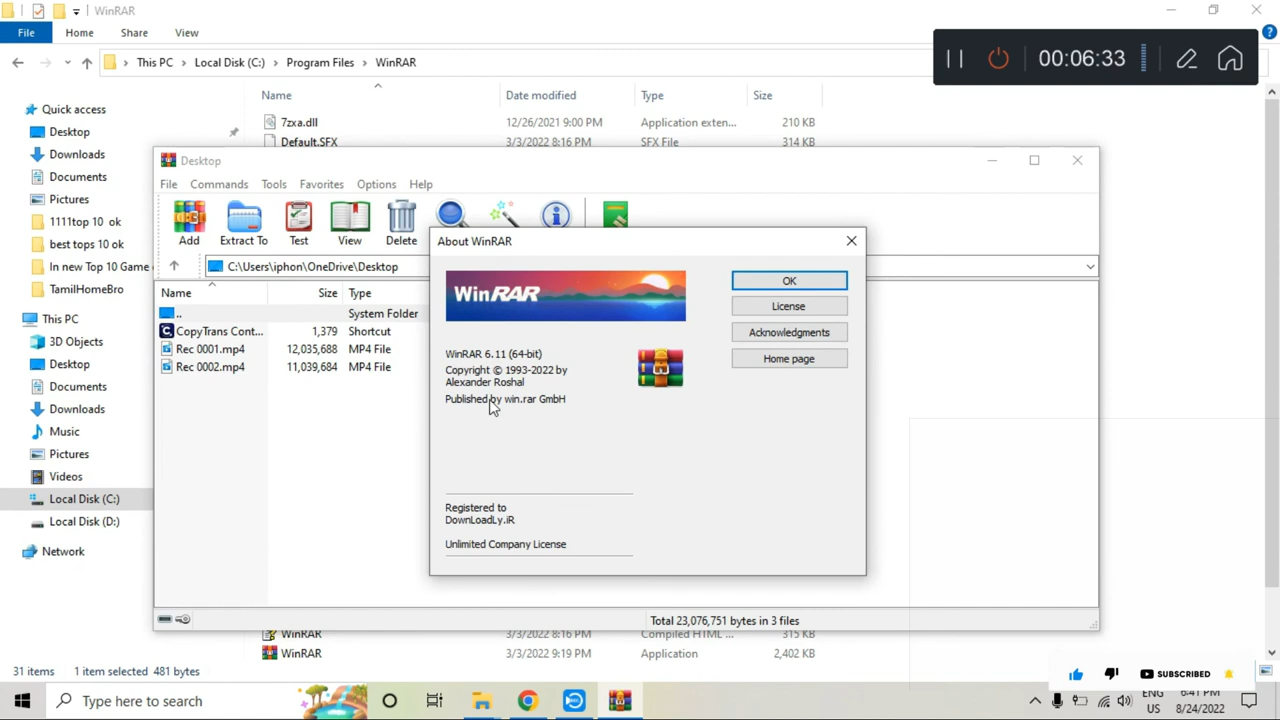 WinRAR
File Home Share View
This PC Local Disk (C:) Program Files WinRAR
00:06:33
Name Date modified Type Size
7zxa.dll 12/26/2021 9:00 PM Application exten... 210 KB
Default.SFX 3/3/2022 8:16 PM SFX File 314 KB
Quick access
Desktop
Downloads
Documents
Pictures
1111top 10 ok
best tops 10 ok
In new Top 10 Game
TamilHomeBro
This PC
3D Objects
Desktop
Documents
Downloads
Music
Pictures
Videos
Local Disk (C:)
Local Disk (D:)
Network
Desktop
File Commands Tools Favorites Options Help
Add Extract To Test View Delete
C:\Users\iphon\OneDrive\Desktop
Name Size Type
.. System Folder
CopyTrans Cont... 1,379 Shortcut
Rec 0001.mp4 12,035,688 MP4 File
Rec 0002.mp4 11,039,684 MP4 File
About WinRAR
WinRAR
OK
License
Acknowledgments
Home page
WinRAR 6.11 (64-bit)
Copyright © 1993-2022 by
Alexander Roshal
Published by win.rar GmbH
Registered to
DownLoadLy.iR
Unlimited Company License
Total 23,076,751 bytes in 3 files
WinRAR 3/3/2022 8:16 PM Compiled HTML ... 315 KB
WinRAR 3/3/2022 9:19 PM Application 2,402 KB
31 items 1 item selected 481 bytes
SUBSCRIBED
Type here to search
ENG
US
6:41 PM
8/24/2022